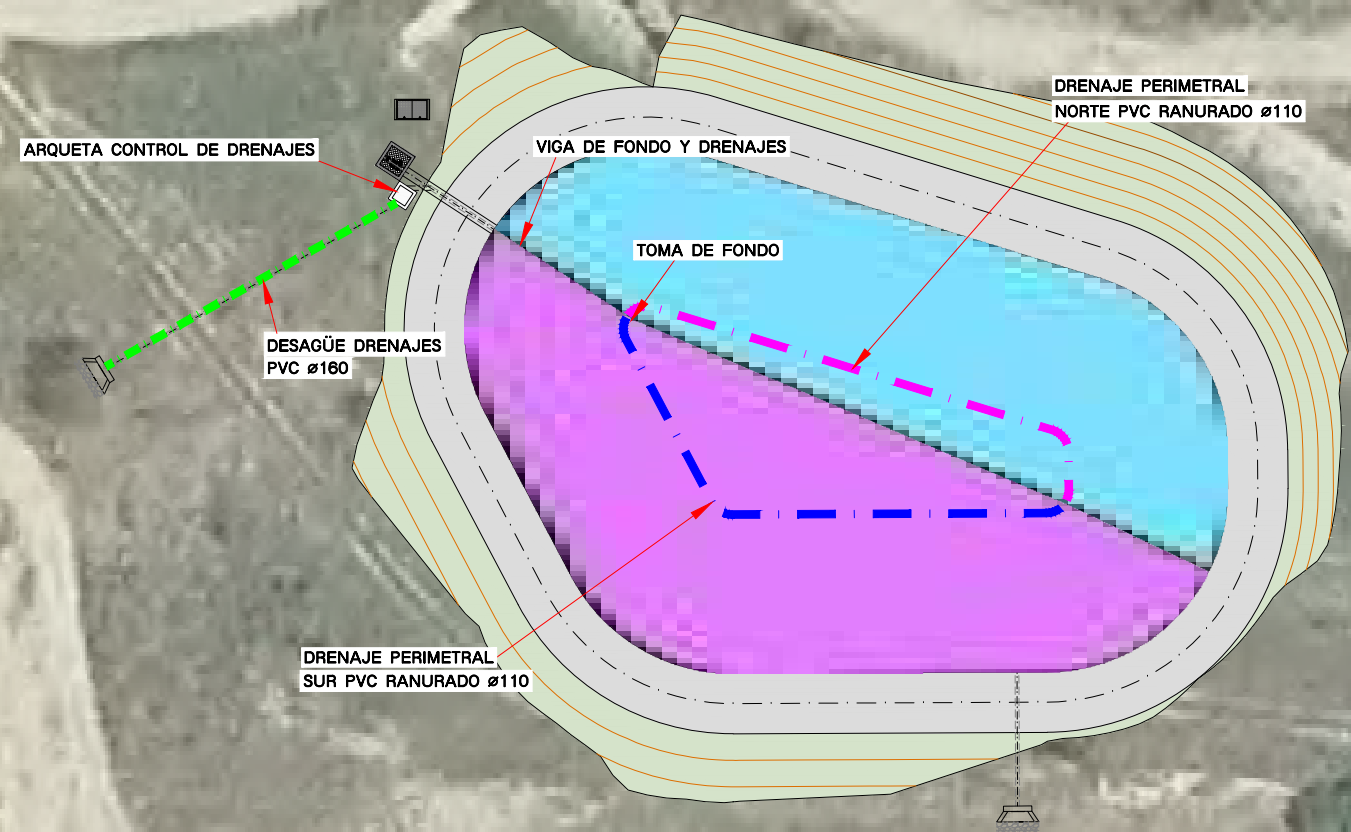 DRENAJE PERIMETRAL
NORTE PVC RANURADO ø110
ARQUETA CONTROL DE DRENAJES
VIGA DE FONDO Y DRENAJES
TOMA DE FONDO
DESAGÜE DRENAJES
PVC ø160
DRENAJE PERIMETRAL
SUR PVC RANURADO ø110